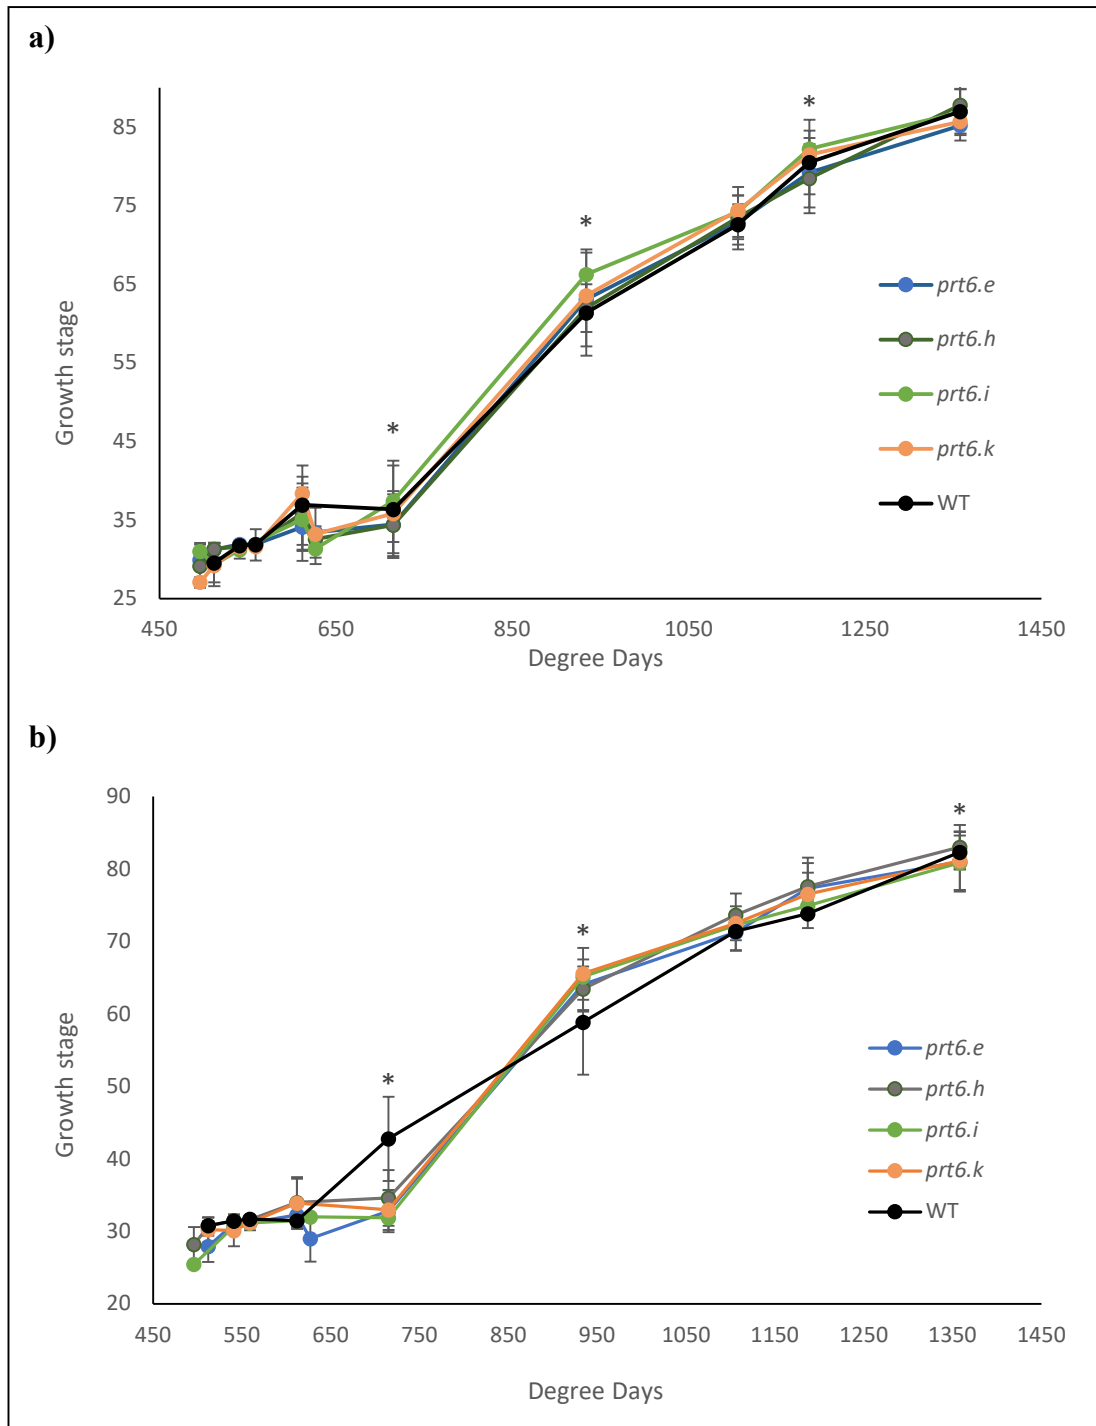 a)
*
*
*
*
85
75
65
55
45
35
25
Growth stage
prt6.e
prt6.h
prt6.i
prt6.k
WT
450 650 850 1050 1250 1450
Degree Days
b)
*
*
*
90
80
70
60
50
40
30
20
Growth stage
prt6.e
prt6.h
prt6.i
prt6.k
WT
450 550 650 750 850 950 1050 1150 1250 1350 1450
Degree Days